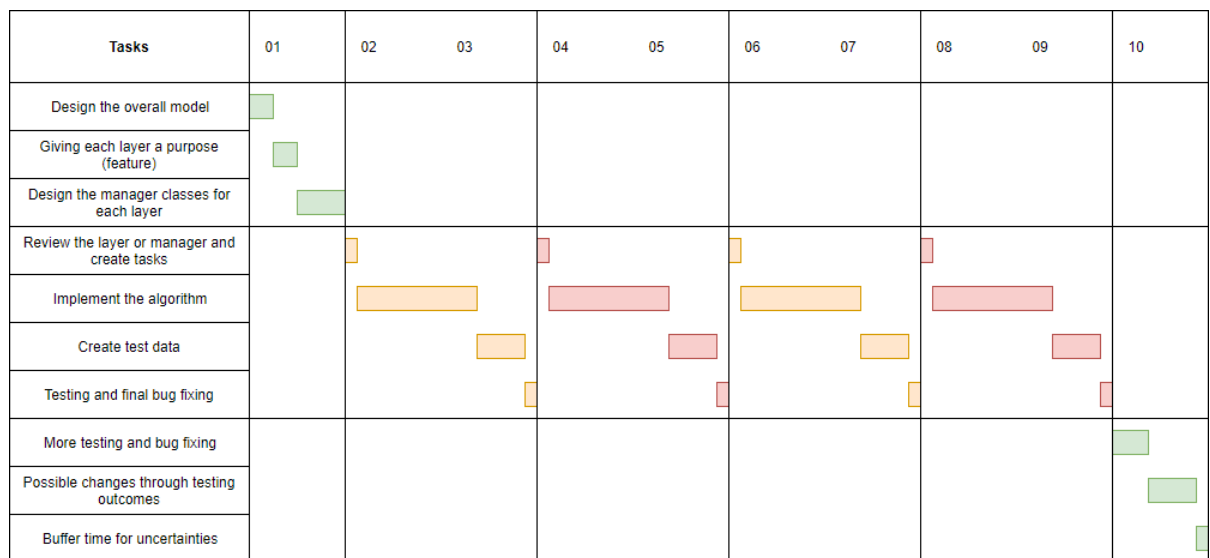 Tasks 01 02 03 04 05 06 07 08 09 10
Design the overall model
Giving each layer a purpose
(feature)
Design the manager classes for
each layer
Review the layer or manager and
create tasks
Implement the algorithm
Create test data
Testing and final bug fixing
More testing and bug fixing
Possible changes through testing
outcomes
Buffer time for uncertainties